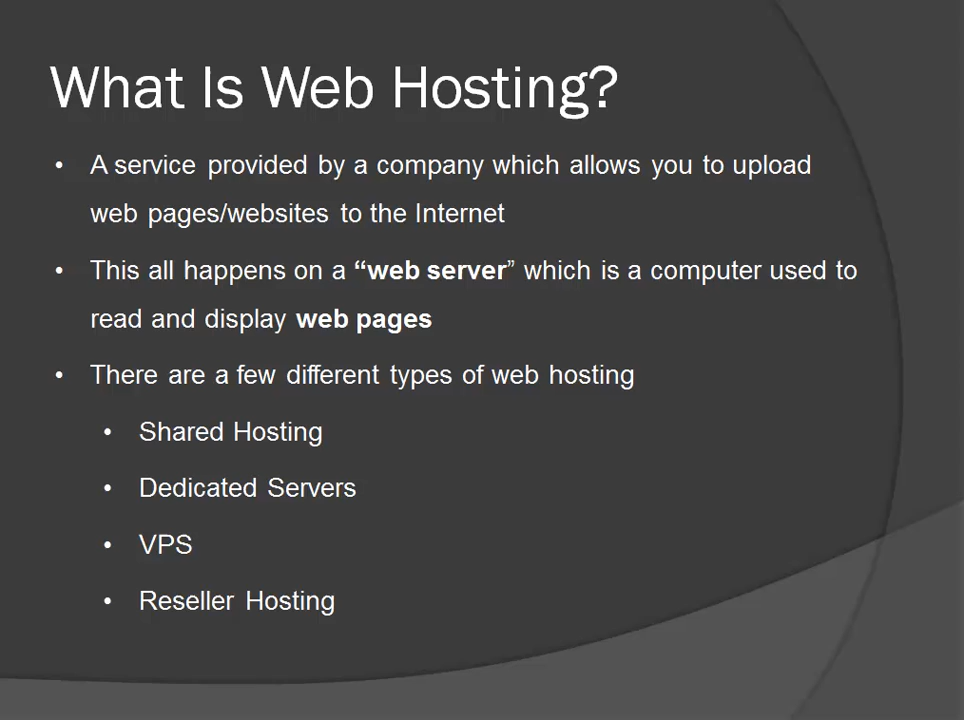 What Is Web Hosting?
• A service provided by a company which allows you to upload
web pages/websites to the Internet
• This all happens on a “web server” which is a computer used to
read and display web pages
• There are a few different types of web hosting
• Shared Hosting
• Dedicated Servers
• VPS
• Reseller Hosting